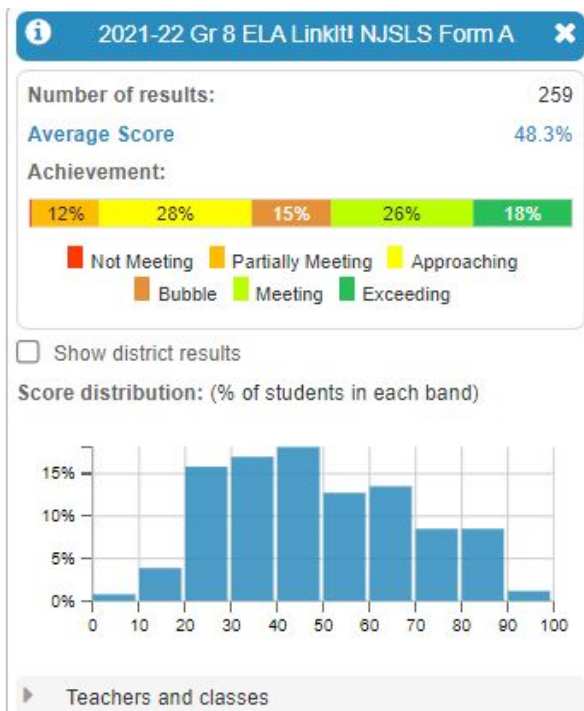 2021-22 Gr 8 ELA LinkIt! NJSLS Form A
Number of results: 259
Average Score 48.3%
Achievement:
12% 28% 15% 26% 18%
Not Meeting Partially Meeting Approaching
Bubble Meeting Exceeding
Show district results
Score distribution: (% of students in each band)
15%
10%
5%
0%
0 10 20 30 40 50 60 70 80 90 100
Teachers and classes